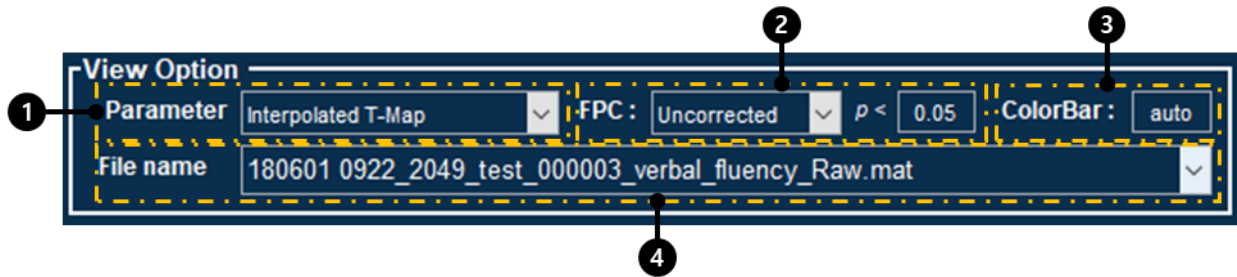 2 3
View Option
1 Parameter Interpolated T-Map FPC : Uncorrected p < 0.05 ColorBar : auto
File name 180601 0922_2049_test_000003_verbal_fluency_Raw.mat
4